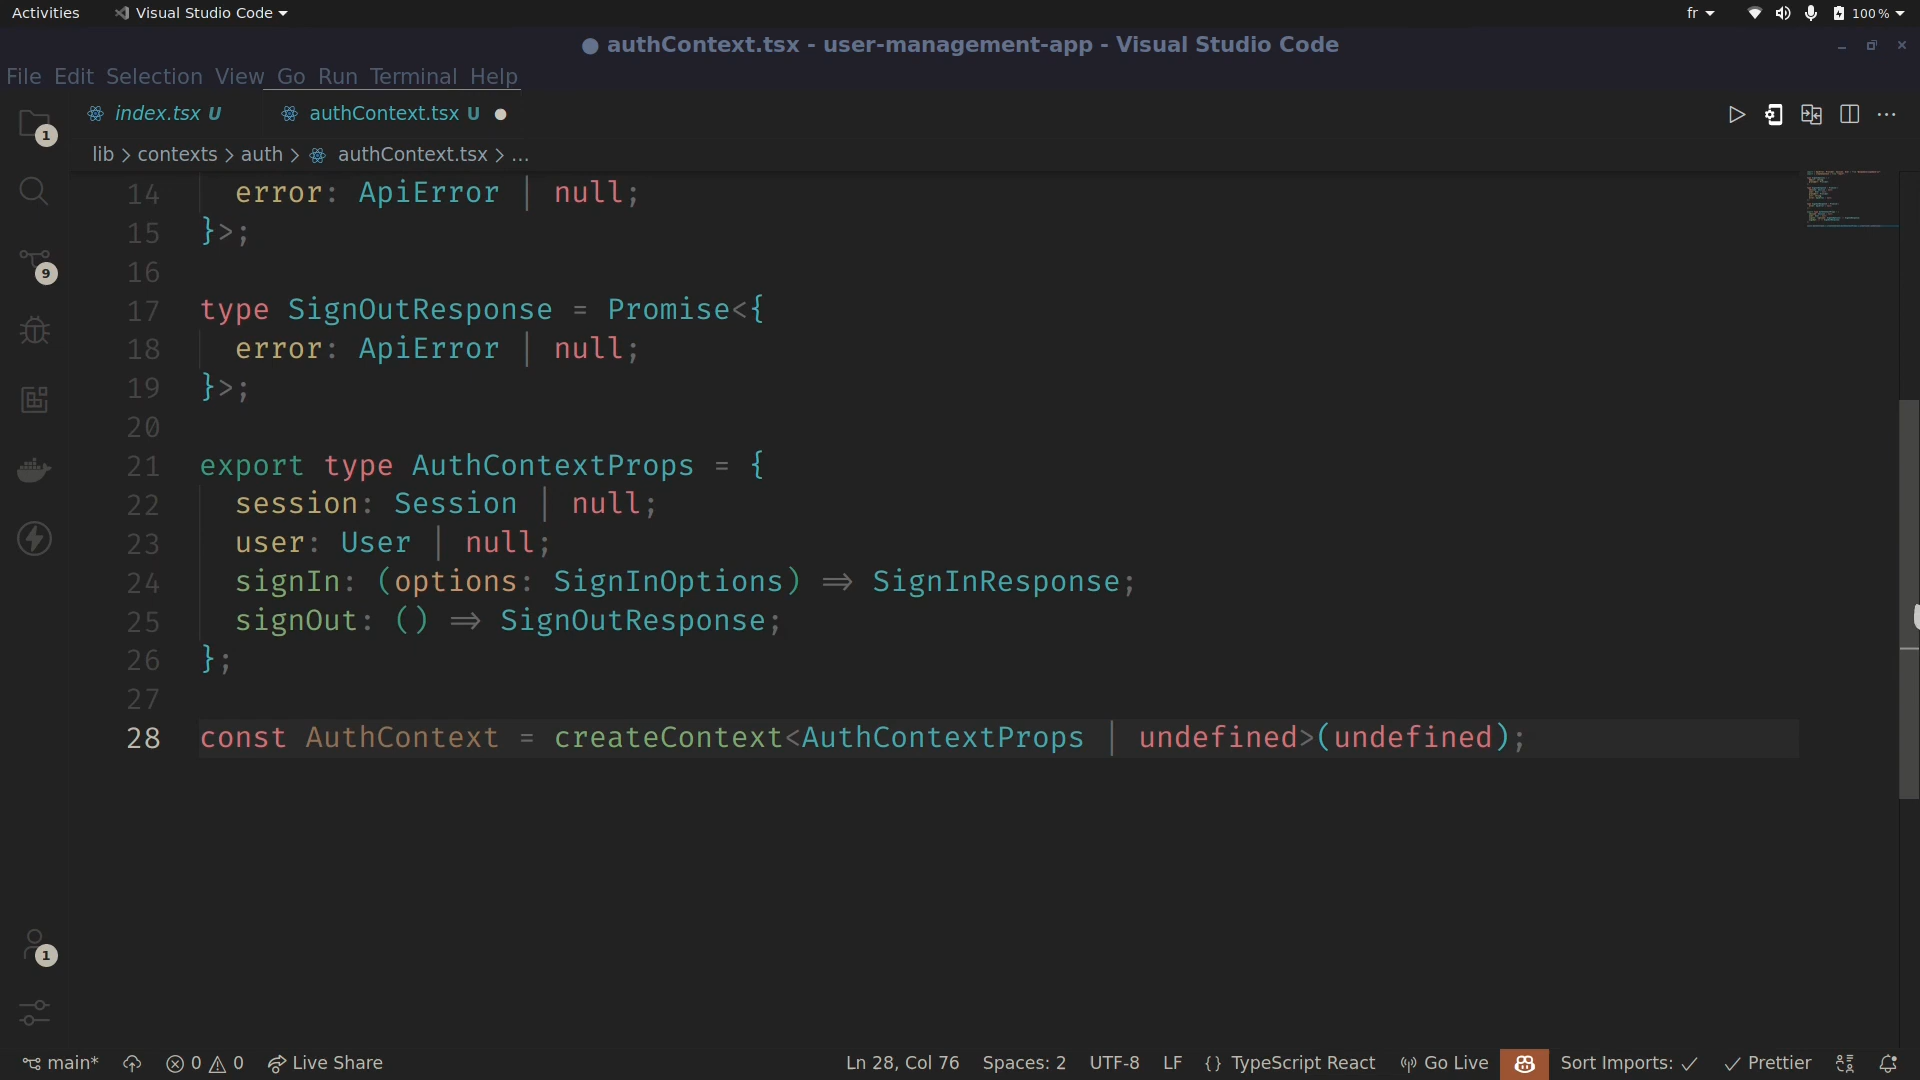 Activities Visual Studio Code fr 100 %
authContext.tsx - user-management-app - Visual Studio Code
File Edit Selection View Go Run Terminal Help
index.tsx U authContext.tsx U
lib > contexts > auth > authContext.tsx > ...
14 error: ApiError | null;
15 }>;
16
17 type SignOutResponse = Promise<{
18 error: ApiError | null;
19 }>;
20
21 export type AuthContextProps = {
22 session: Session | null;
23 user: User | null;
24 signIn: (options: SignInOptions) => SignInResponse;
25 signOut: () => SignOutResponse;
26 };
27
28 const AuthContext = createContext<AuthContextProps | undefined>(undefined);
1
9
1
main* 0 0 Live Share Ln 28, Col 76 Spaces: 2 UTF-8 LF {} TypeScript React Go Live Sort Imports: ✓ ✓ Prettier